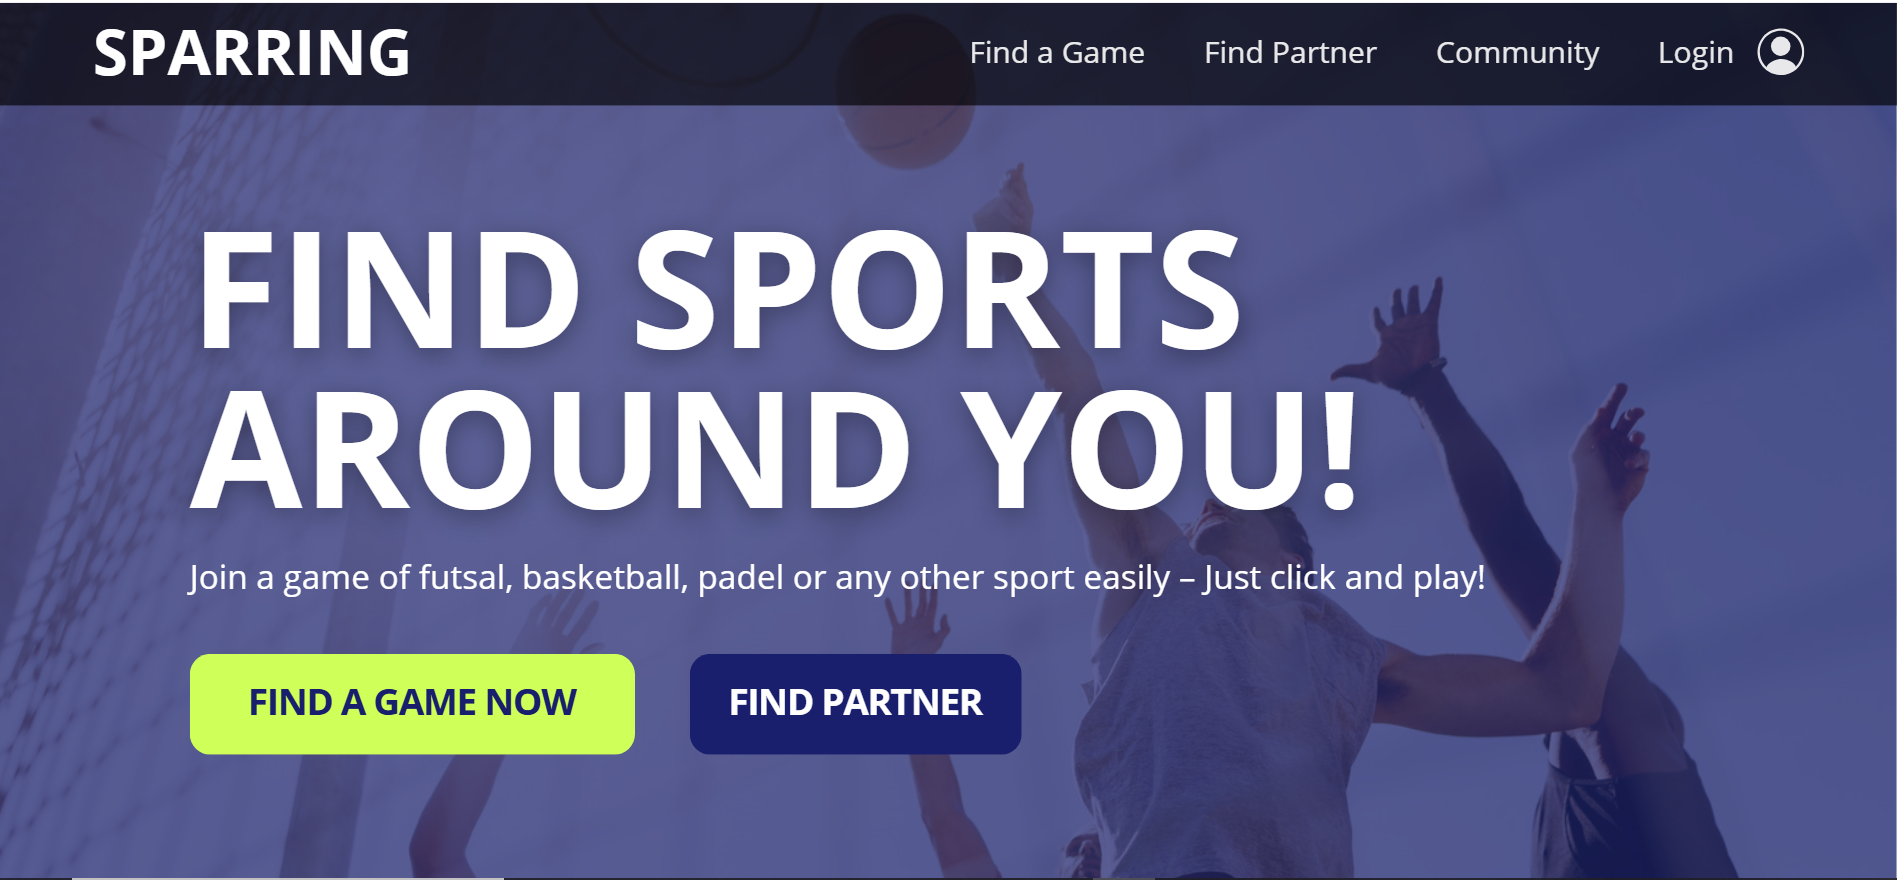 SPARRING
Find a Game
Find Partner
Community
Login
FIND SPORTS
AROUND YOU!
Join a game of futsal, basketball, padel or any other sport easily – Just click and play!
FIND A GAME NOW
FIND PARTNER